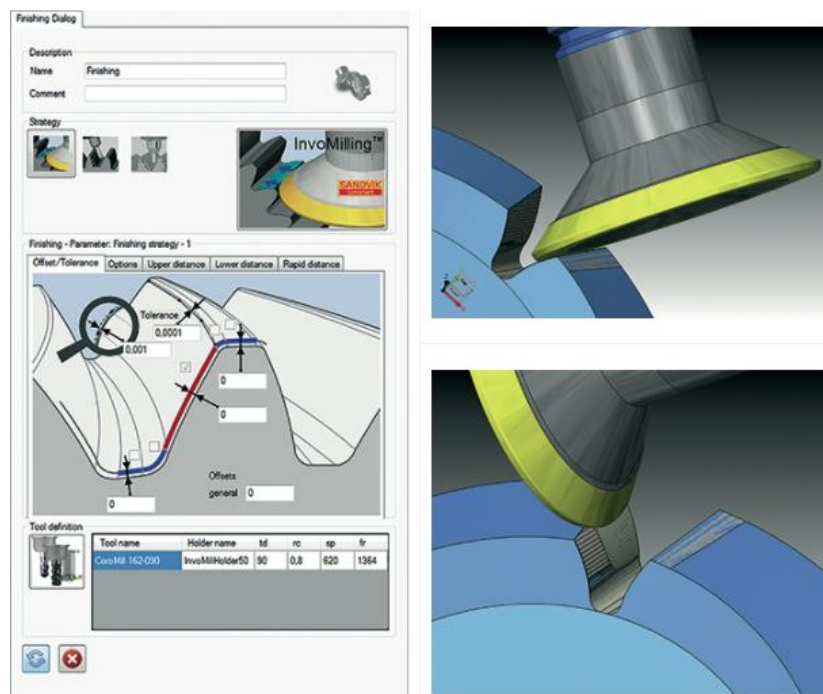 Finishing Dialog
Description
Name Finishing
Comment
Strategy
InvoMilling™
SANDVIK
Finishing - Parameter: Finishing strategy - 1
Offset/Tolerance Options Upper distance Lower distance Rapid distance
Tolerance
0,0001
0,001
0
0
Offsets
general 0
0
Tool definition
Tool name Holder name td rc sp fr
CoroMill 162-090 InvoMillHolder50 90 0,8 620 1364